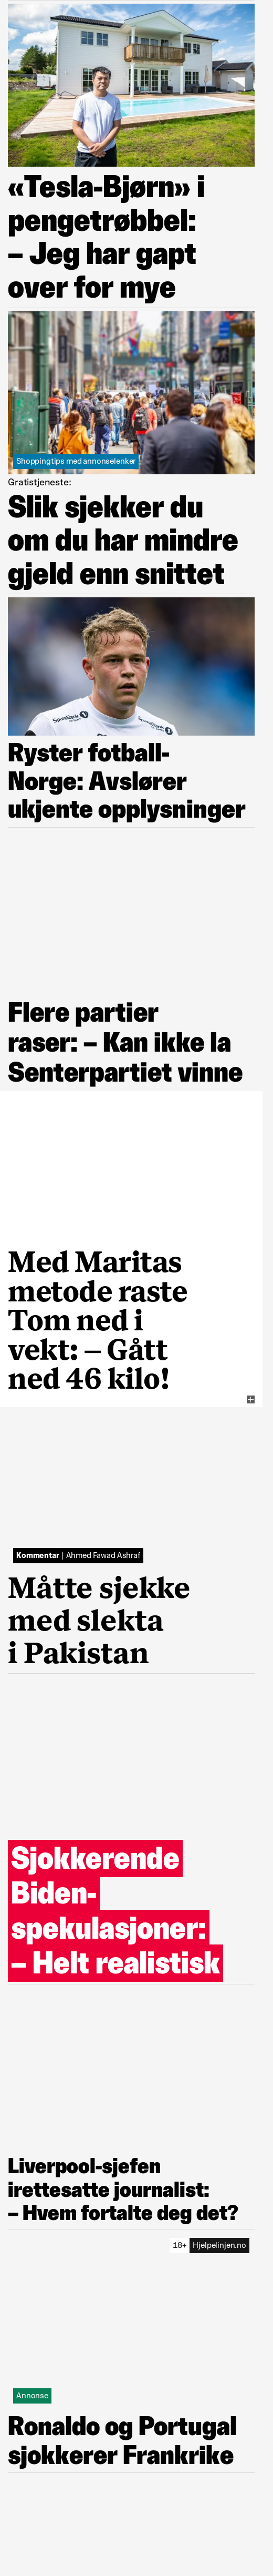 «Tesla-Bjørn» i
pengetrøbbel:
– Jeg har gapt
over for mye
Shoppingtips med annonselenker
Gratistjeneste:
Slik sjekker du
om du har mindre
gjeld enn snittet
SpareBank
Ryster fotball-
Norge: Avslører
ukjente opplysninger
Flere partier
raser: – Kan ikke la
Senterpartiet vinne
Med Maritas
metode raste
Tom ned i
vekt: – Gått
ned 46 kilo!
Kommentar | Ahmed Fawad Ashraf
Måtte sjekke
med slekta
i Pakistan
Sjokkerende
Biden-
spekulasjoner:
– Helt realistisk
Liverpool-sjefen
irettesatte journalist:
– Hvem fortalte deg det?
18+ Hjelpelinjen.no
Annonse
Ronaldo og Portugal
sjokkerer Frankrike